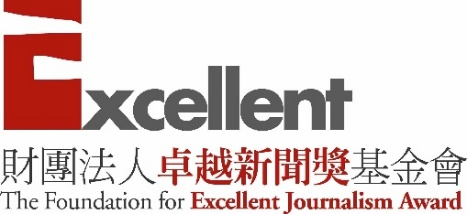 Excellent
財團法人卓越新聞獎基金會
The Foundation for Excellent Journalism Award